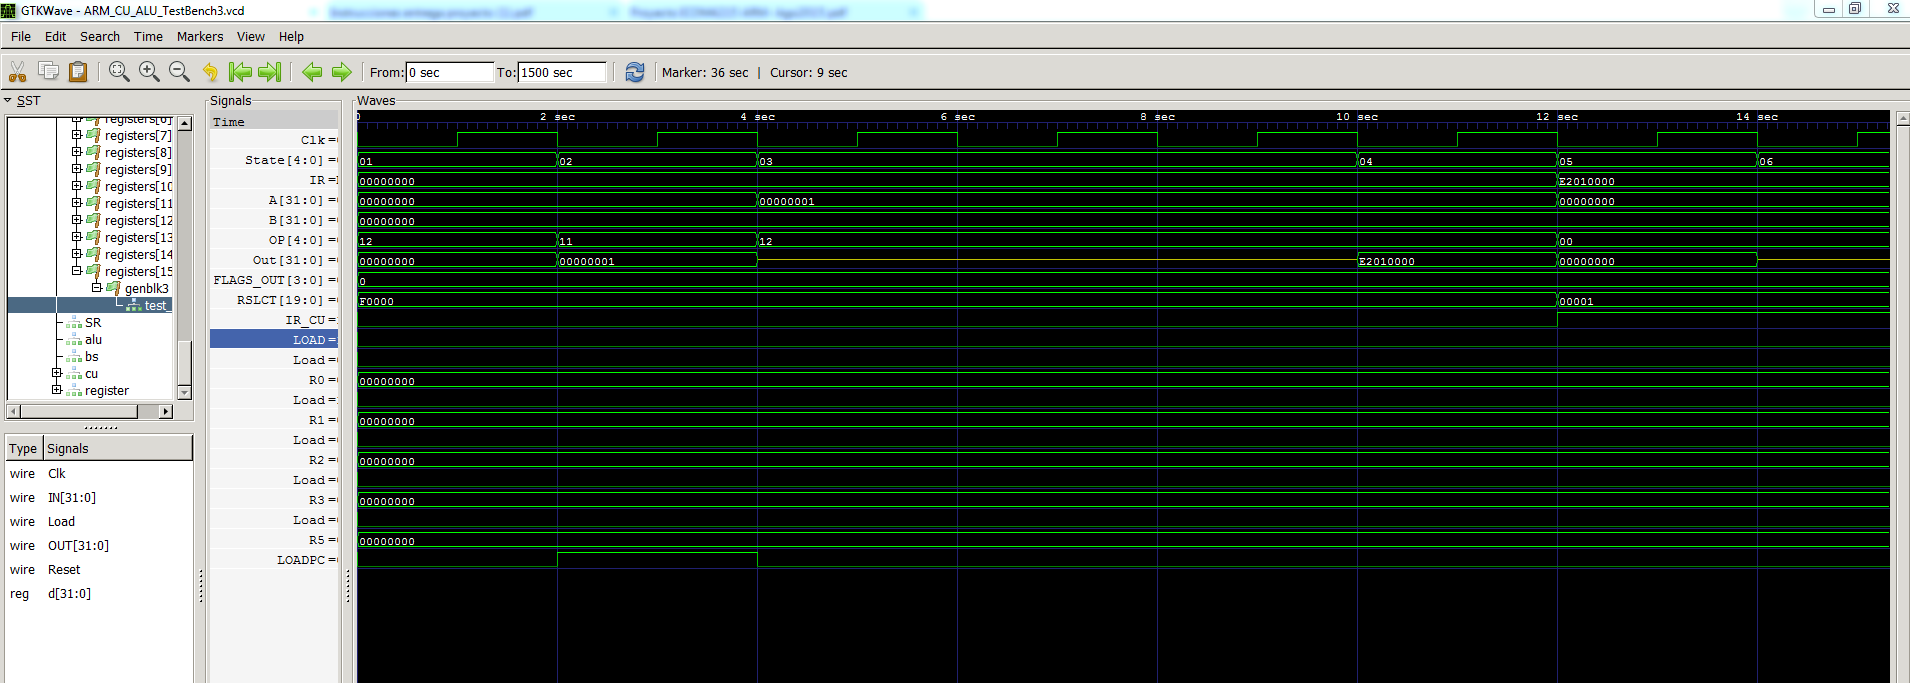 GTKWave - ARM_CU_ALU_TestBench3.vcd
File Edit Search Time Markers View Help
From: 0 sec To: 1500 sec Marker: 36 sec | Cursor: 9 sec
SST
registers[6]
registers[7]
registers[8]
registers[9]
registers[10
registers[11
registers[12
registers[13
registers[14
registers[15
genblk3
test_
SR
alu
bs
cu
register
Type Signals
wire Clk
wire IN[31:0]
wire Load
wire OUT[31:0]
wire Reset
reg d[31:0]
Signals
Time
Clk =
State[4:0] =
IR =
A[31:0] =
B[31:0] =
OP[4:0] =
Out[31:0] =
FLAGS_OUT[3:0] =
RSLCT[19:0] =
IR_CU =
LOAD =
Load =
R0 =
Load =
R1 =
Load =
R2 =
Load =
R3 =
Load =
R5 =
LOADPC =
Waves
0 2 sec 4 sec 6 sec 8 sec 10 sec 12 sec 14 sec
01 02 03 04 05 06
00000000 E2010000
00000000 00000001 00000000
00000000
12 11 12 00
00000000 00000001 E2010000 00000000
0
F0000 00001
00000000
00000000
00000000
00000000
00000000